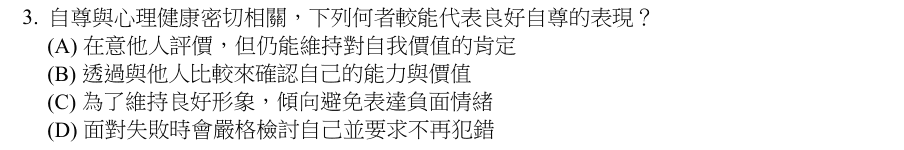 3. 自尊與心理健康密切相關，下列何者較能代表良好自尊的表現？
(A) 在意他人評價，但仍能維持對自我價值的肯定
(B) 透過與他人比較來確認自己的能力與價值
(C) 為了維持良好形象，傾向避免表達負面情緒
(D) 面對失敗時會嚴格檢討自己並要求不再犯錯